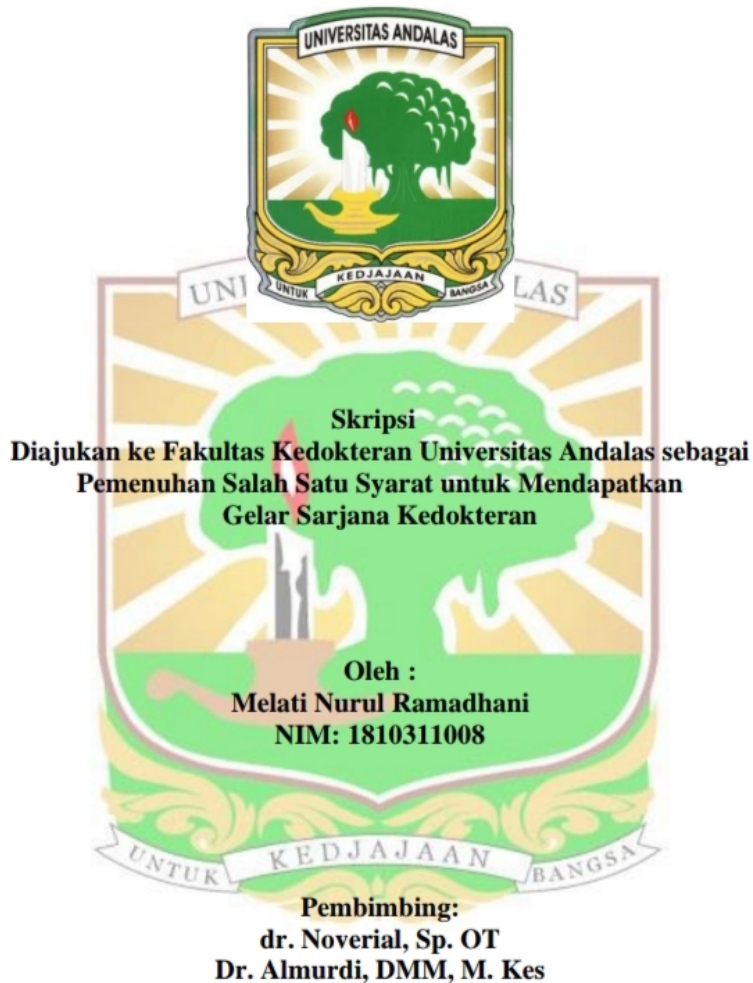 UNIVERSITAS ANDALAS
UNTUK KEDJAJAAN BANGSA
Skripsi
Diajukan ke Fakultas Kedokteran Universitas Andalas sebagai
Pemenuhan Salah Satu Syarat untuk Mendapatkan
Gelar Sarjana Kedokteran
Oleh :
Melati Nurul Ramadhani
NIM: 1810311008
UNTUK KEDJAJAAN BANGSA
Pembimbing:
dr. Noverial, Sp. OT
Dr. Almurdi, DMM, M. Kes